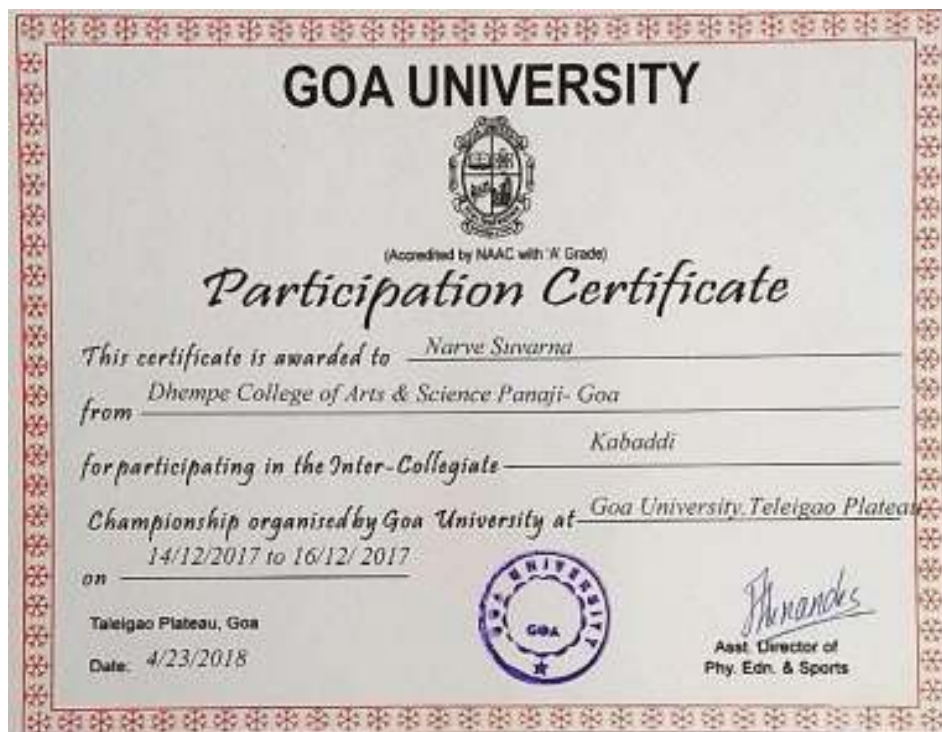 GOA UNIVERSITY
(Accredited by NAAC with 'A' Grade)
Participation Certificate
This certificate is awarded to Narve Suvarna
from Dhempe College of Arts & Science Panaji- Goa
for participating in the Inter-Collegiate Kabaddi
Championship organised by Goa University at Goa University Teleigao Plateau
on 14/12/2017 to 16/12/ 2017
GOA UNIVERSITY
GOA
Taleigao Plateau, Goa
Date: 4/23/2018
Asst. Director of
Phy. Edn. & Sports